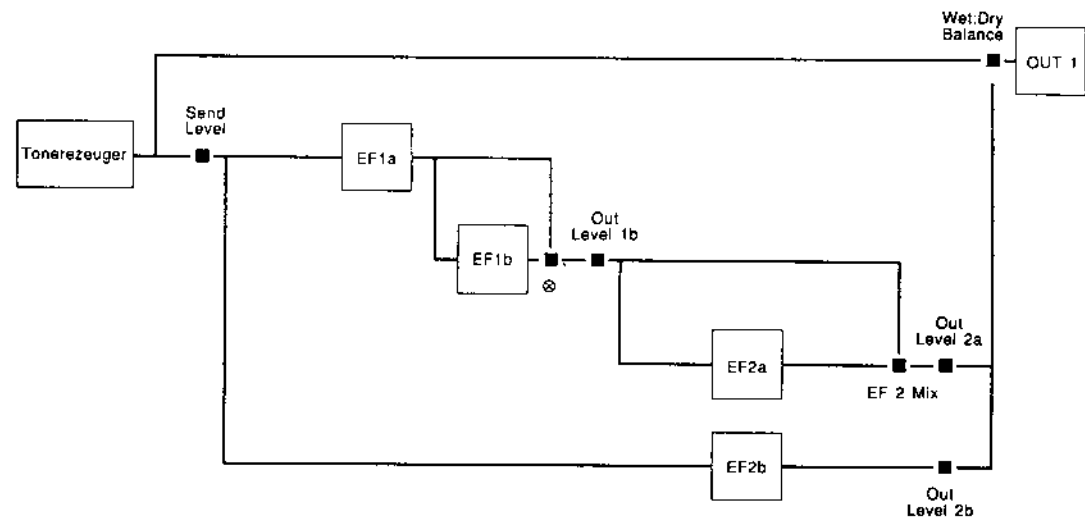 Wet:Dry
Balance
OUT 1
Send
Level
Tonerezeuger
EF1a
Out
Level 1b
EF1b
⊗
Out
Level 2a
EF2a
EF 2 Mix
EF2b
Out
Level 2b